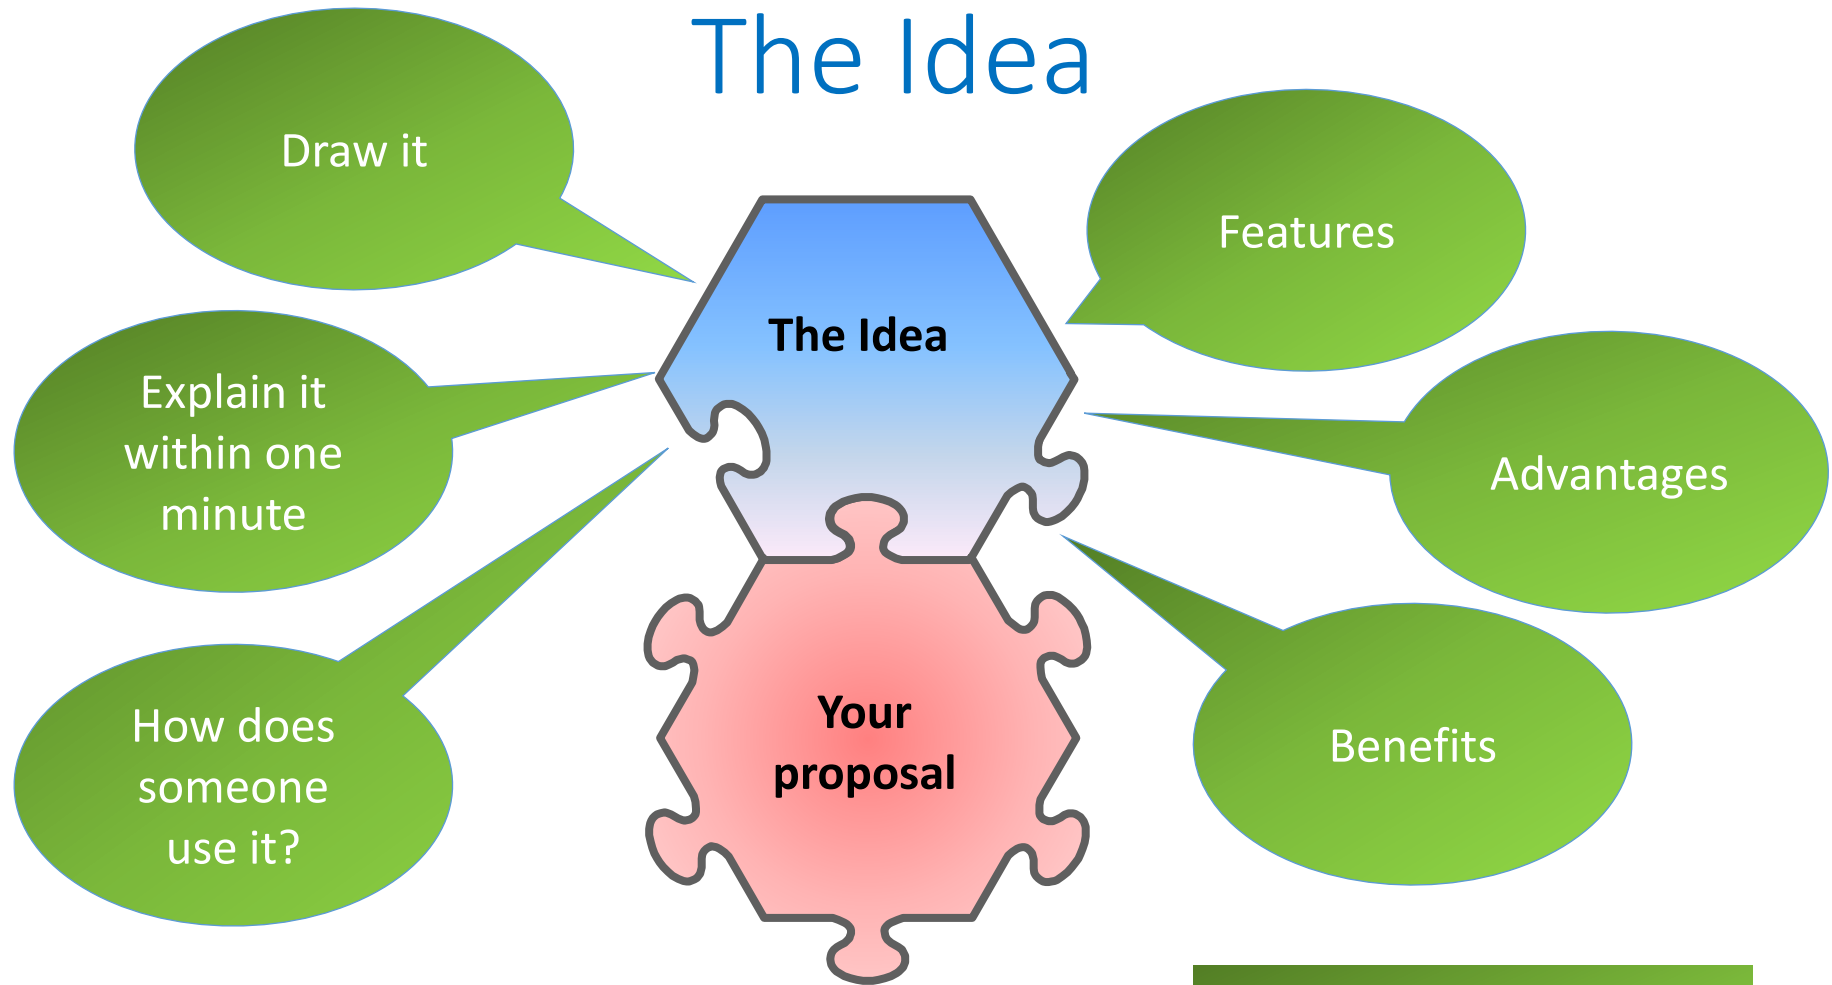 The Idea
Draw it
Explain it
within one
minute
How does
someone
use it?
The Idea
Your
proposal
Features
Advantages
Benefits